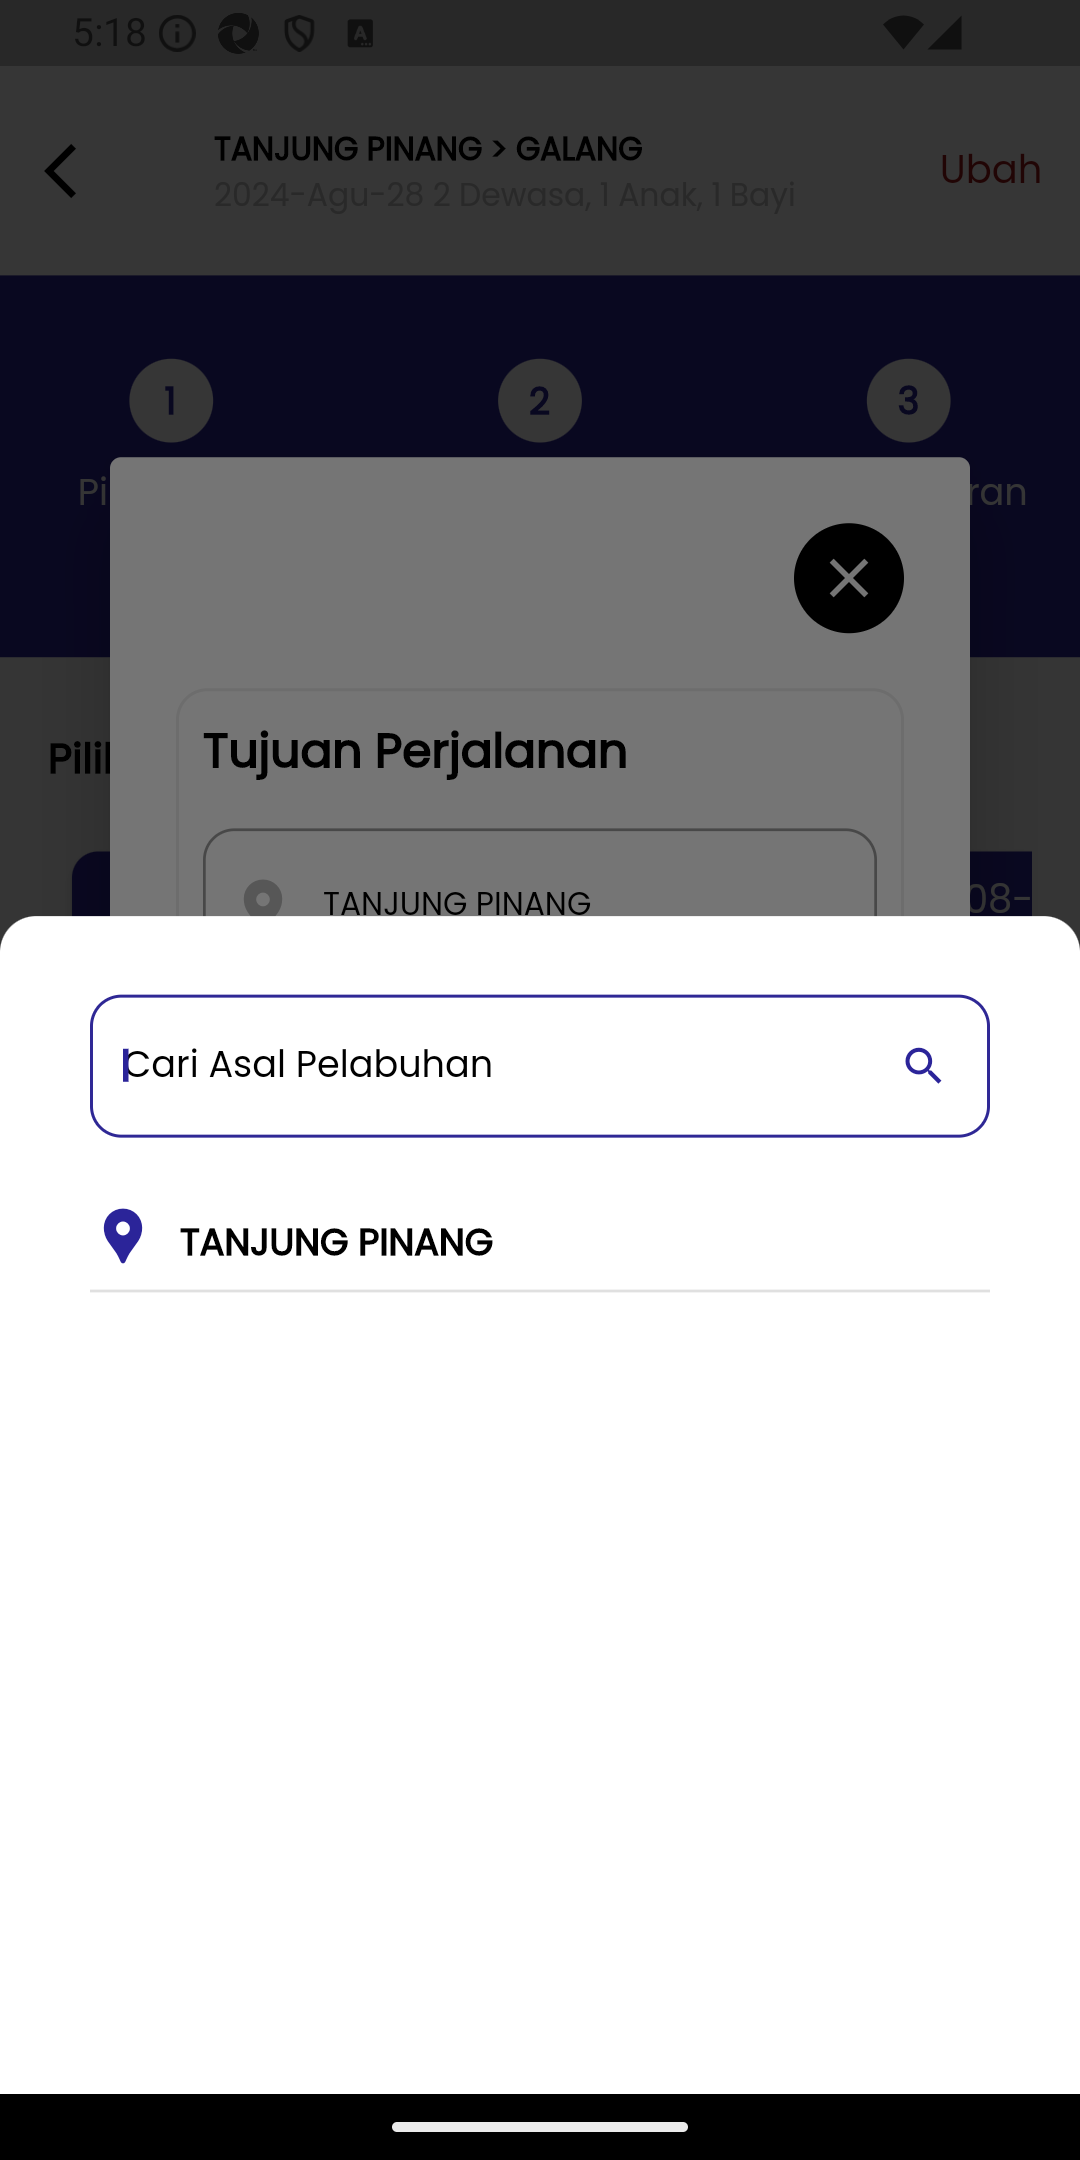 5:18
TANJUNG PINANG > GALANG
2024-Agu-28 2 Dewasa, 1 Anak, 1 Bayi
Ubah
1
2
3
Pi
ran
Tujuan Perjalanan
Pili
TANJUNG PINANG
08-
Cari Asal Pelabuhan
TANJUNG PINANG